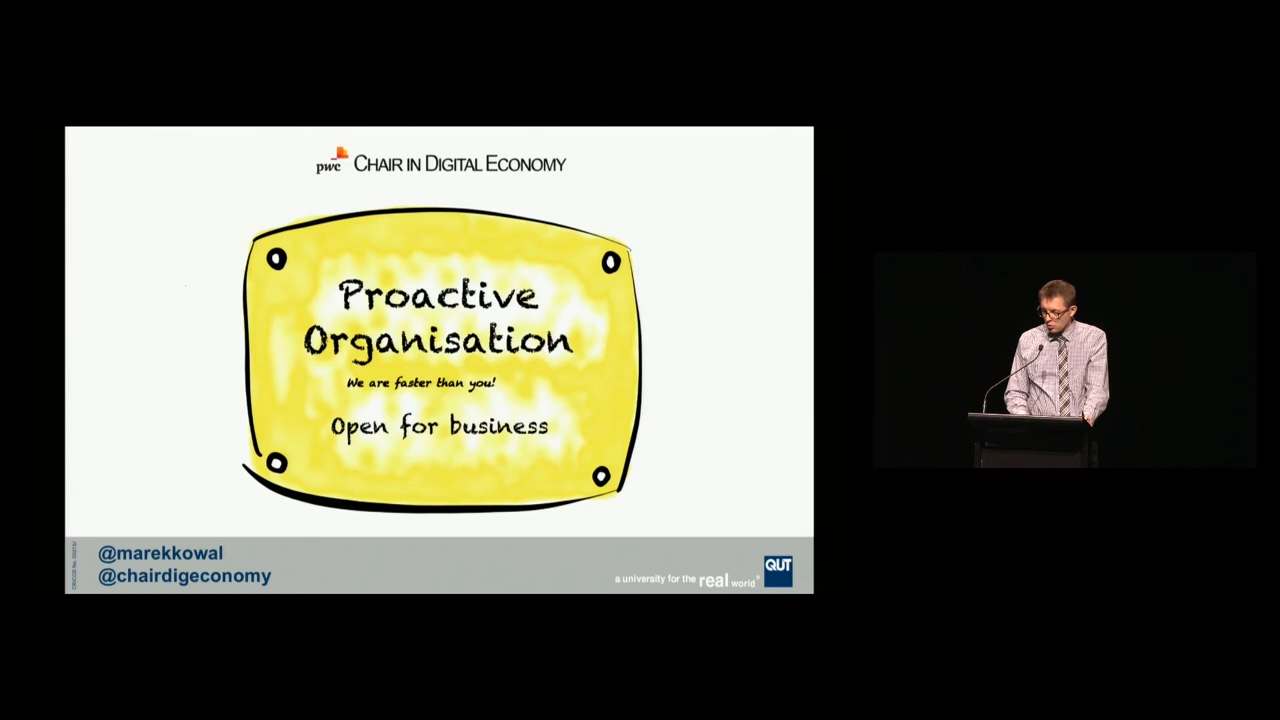 pwc CHAIR IN DIGITAL ECONOMY
Proactive
Organisation
We are faster than you!
Open for business
@marekkowal
@chairdigeconomy
a university for the real world®
QUT